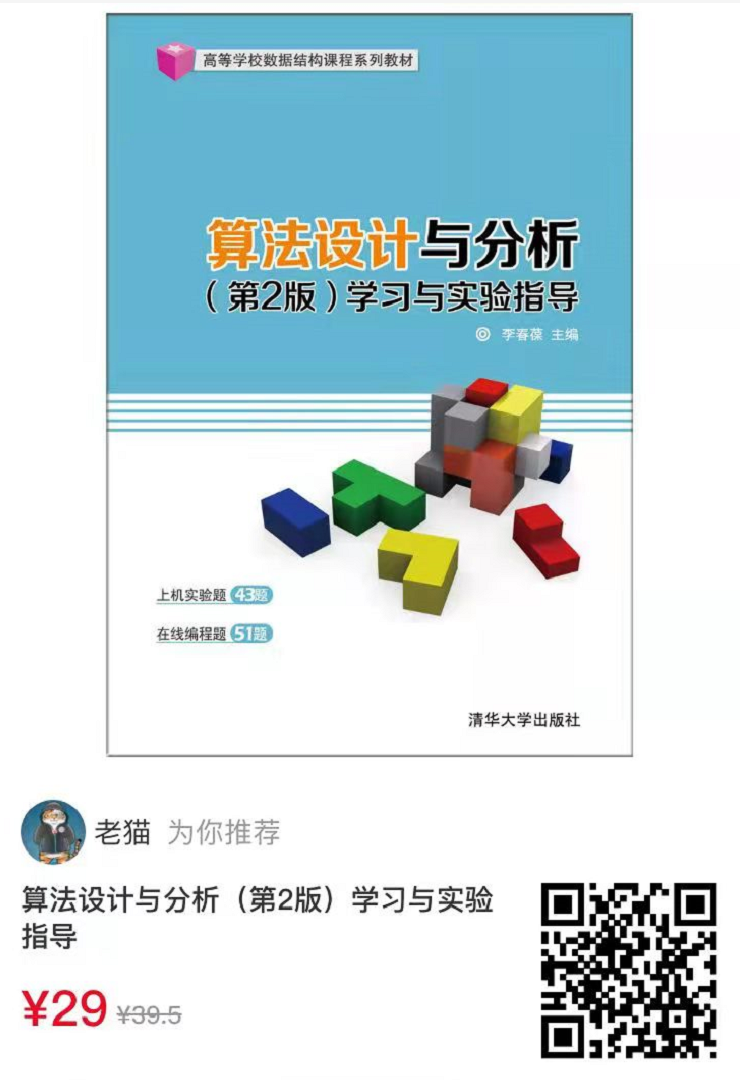 高等学校数据结构课程系列教材
算法设计与分析
（第2版）学习与实验指导
李春葆 主编
上机实验题 43题
在线编程题 51题
清华大学出版社
老猫 为你推荐
算法设计与分析（第2版）学习与实验
指导
¥29 ¥39.5